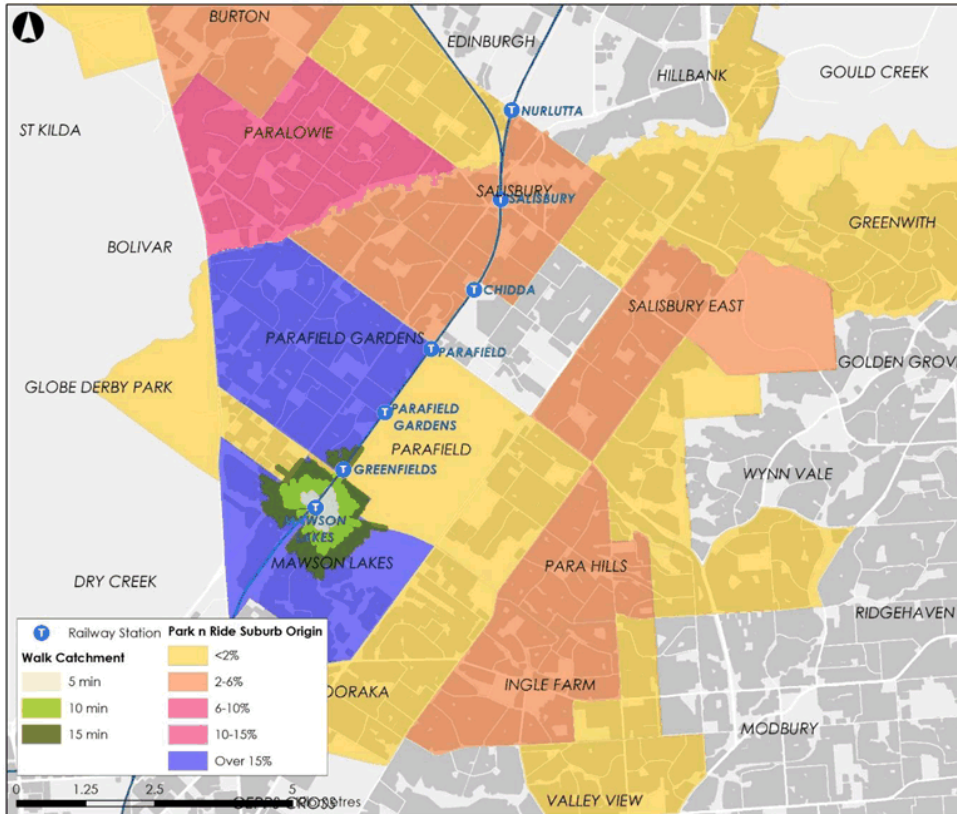 BURTON
EDINBURGH
HILLBANK
GOULD CREEK
NURLUTTA
ST KILDA
PARALOWIE
SALISBURY
SALISBURY
GREENWITH
BOLIVAR
CHIDDA
SALISBURY EAST
PARAFIELD GARDENS
PARAFIELD
GOLDEN GROVE
GLOBE DERBY PARK
PARAFIELD
GARDENS
PARAFIELD
GREENFIELDS
WYNN VALE
MAWSON
LAKES
MAWSON LAKES
PARA HILLS
DRY CREEK
RIDGEHAVEN
T Railway Station
Park n Ride Suburb Origin
Walk Catchment
<2%
5 min
2-6%
10 min
6-10%
15 min
10-15%
Over 15%
OORAKA
INGLE FARM
MODBURY
0 1.25 2.5 5
GEPPS CROSS
VALLEY VIEW